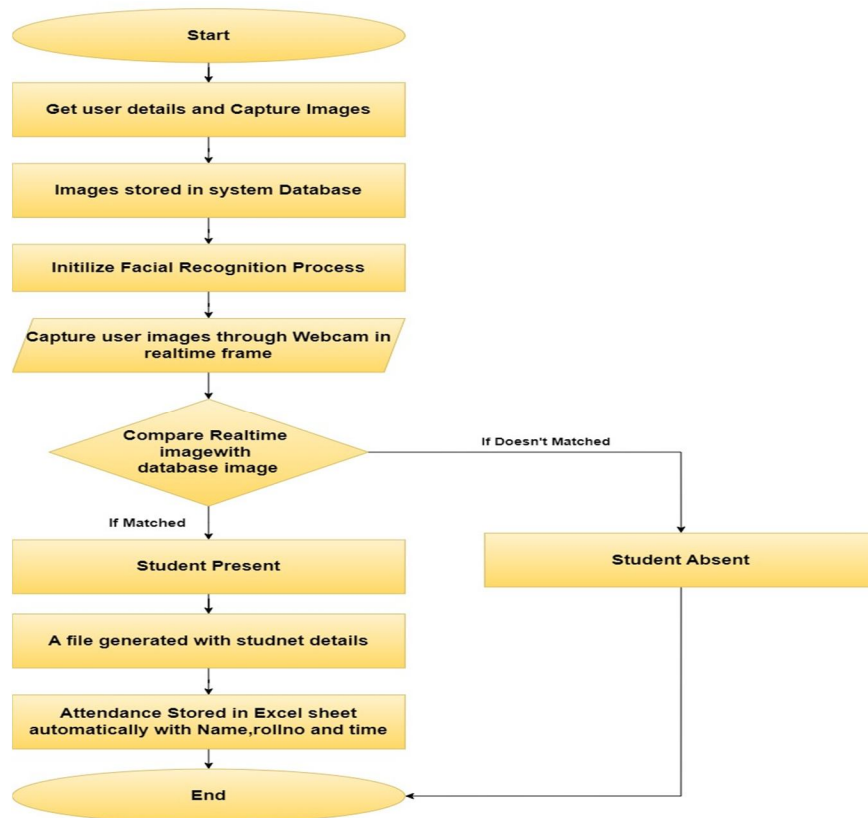 Start
Get user details and Capture Images
Images stored in system Database
Initilize Facial Recognition Process
Capture user images through Webcam in
realtime frame
Compare Realtime
imagewith
database image
If Doesn't Matched
If Matched
Student Present
Student Absent
A file generated with studnet details
Attendance Stored in Excel sheet
automatically with Name,rollno and time
End